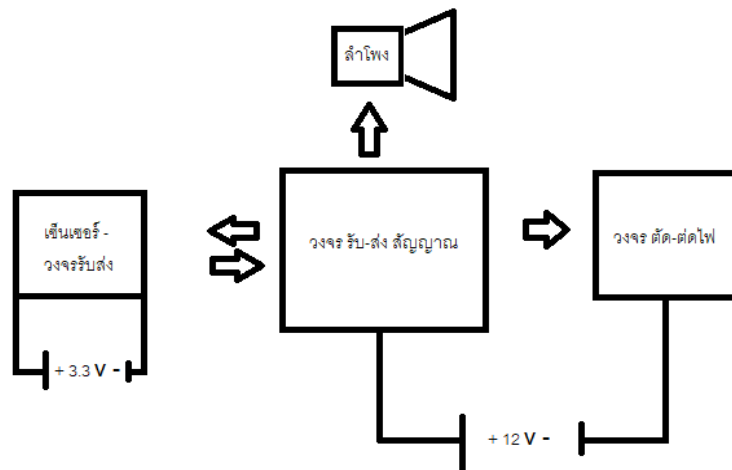 ลำโพง
เซ็นเซอร์ -
วงจรรับส่ง
วงจร รับ-ส่ง สัญญาณ
วงจร ตัด-ต่อไฟ
+ 3.3 V -
+ 12 V -